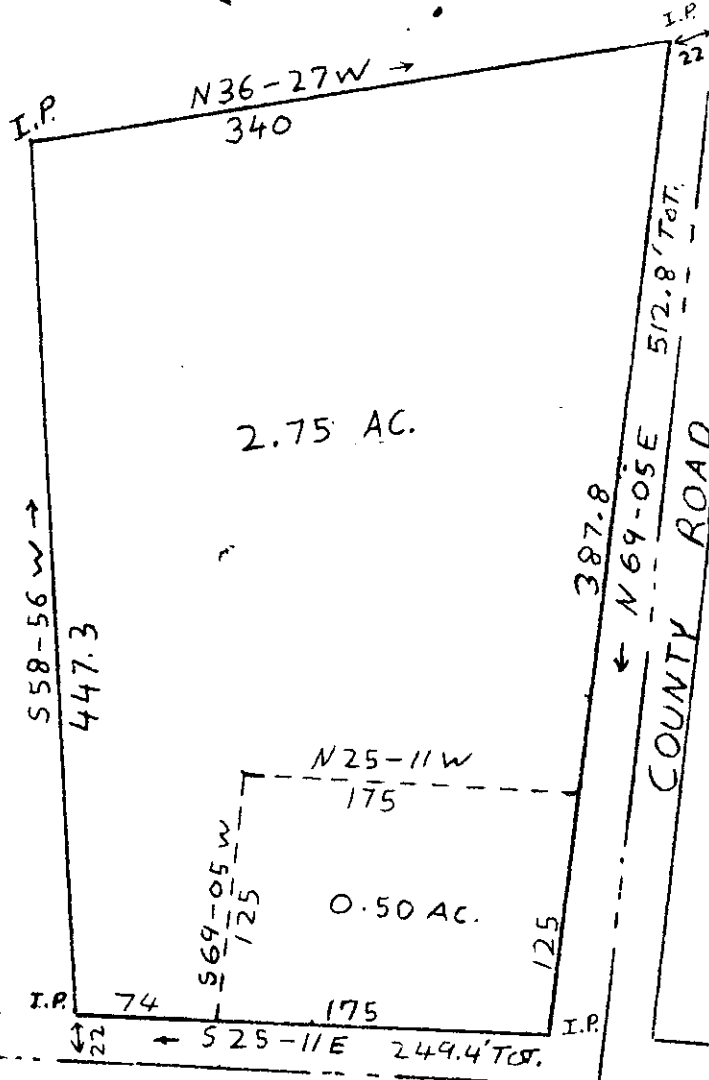 I.P.
22
N36-27W →
I.P.
340
512.8' TOT.
2.75 AC.
← N69-05E
COUNTY ROAD
387.8
S58-56W →
447.3
N25-11W
175
S69-05W
125
0.50 AC.
125
I.P.
74
175
I.P.
22
← S25-11E
249.4' TOT.